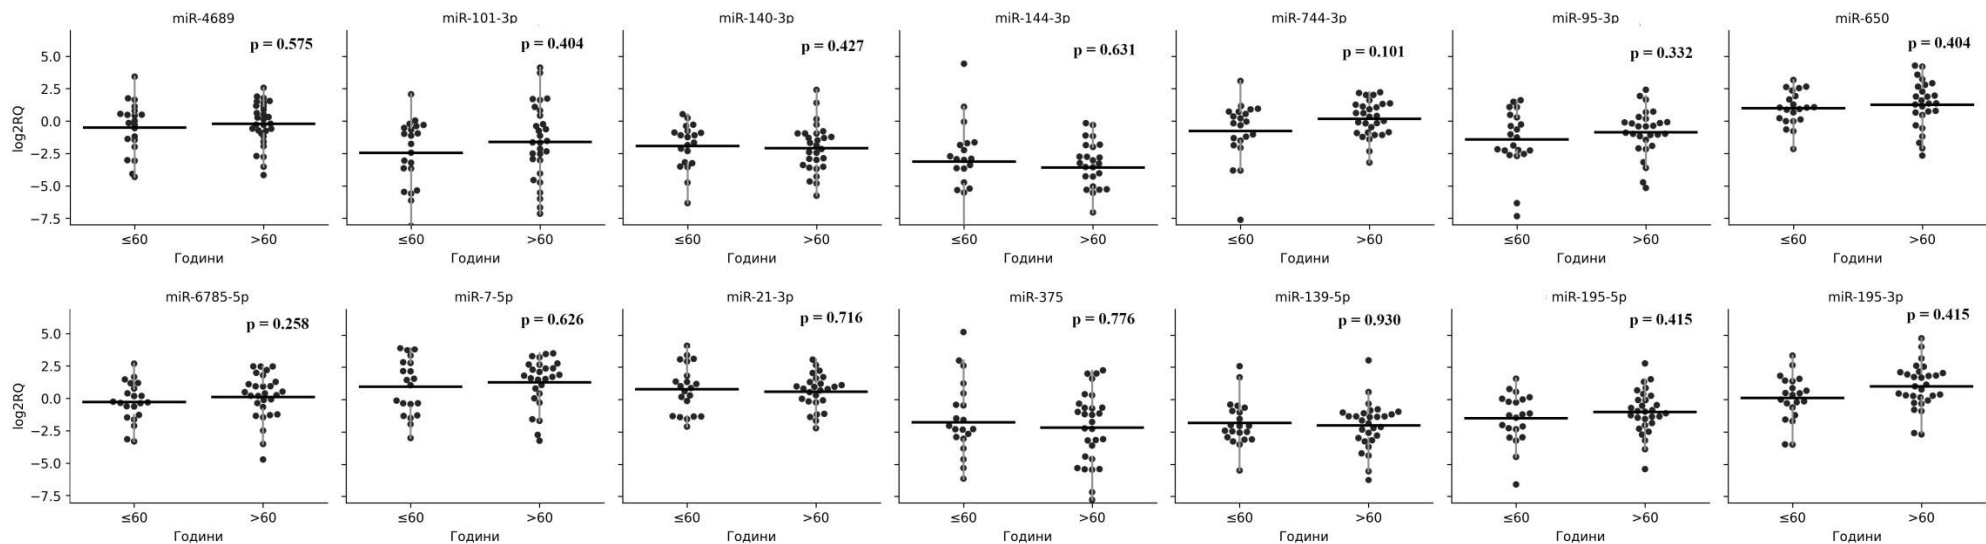 miR-4689 miR-101-3p miR-140-3p miR-144-3p miR-744-3p miR-95-3p miR-650
p = 0.575 p = 0.404 p = 0.427 p = 0.631 p = 0.101 p = 0.332 p = 0.404
log2RQ
5.0
2.5
0.0
−2.5
−5.0
−7.5
≤60 >60 ≤60 >60 ≤60 >60 ≤60 >60 ≤60 >60 ≤60 >60 ≤60 >60
Години Години Години Години Години Години Години
miR-6785-5p miR-7-5p miR-21-3p miR-375 miR-139-5p miR-195-5p miR-195-3p
p = 0.258 p = 0.626 p = 0.716 p = 0.776 p = 0.930 p = 0.415 p = 0.415
log2RQ
5.0
2.5
0.0
−2.5
−5.0
−7.5
≤60 >60 ≤60 >60 ≤60 >60 ≤60 >60 ≤60 >60 ≤60 >60 ≤60 >60
Години Години Години Години Години Години Години